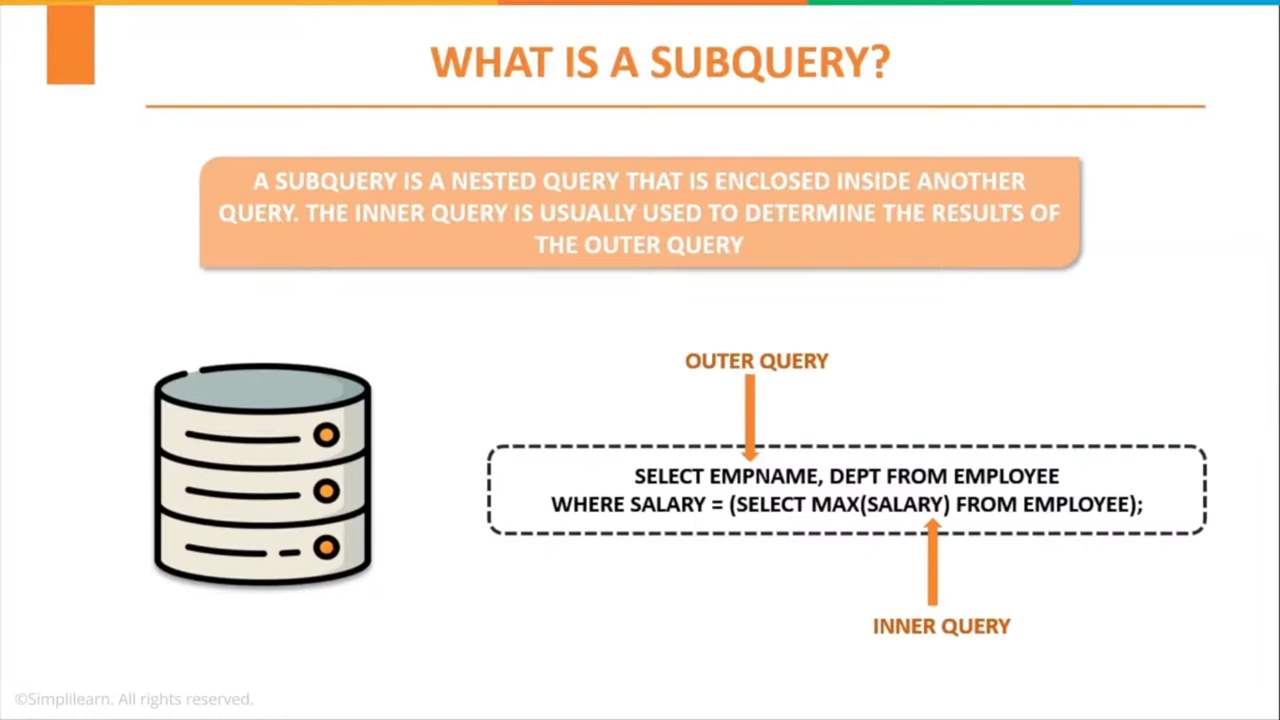 WHAT IS A SUBQUERY?
A SUBQUERY IS A NESTED QUERY THAT IS ENCLOSED INSIDE ANOTHER
QUERY. THE INNER QUERY IS USUALLY USED TO DETERMINE THE RESULTS OF
THE OUTER QUERY
OUTER QUERY
SELECT EMPNAME, DEPT FROM EMPLOYEE
WHERE SALARY = (SELECT MAX(SALARY) FROM EMPLOYEE);
INNER QUERY
©Simplilearn. All rights reserved.